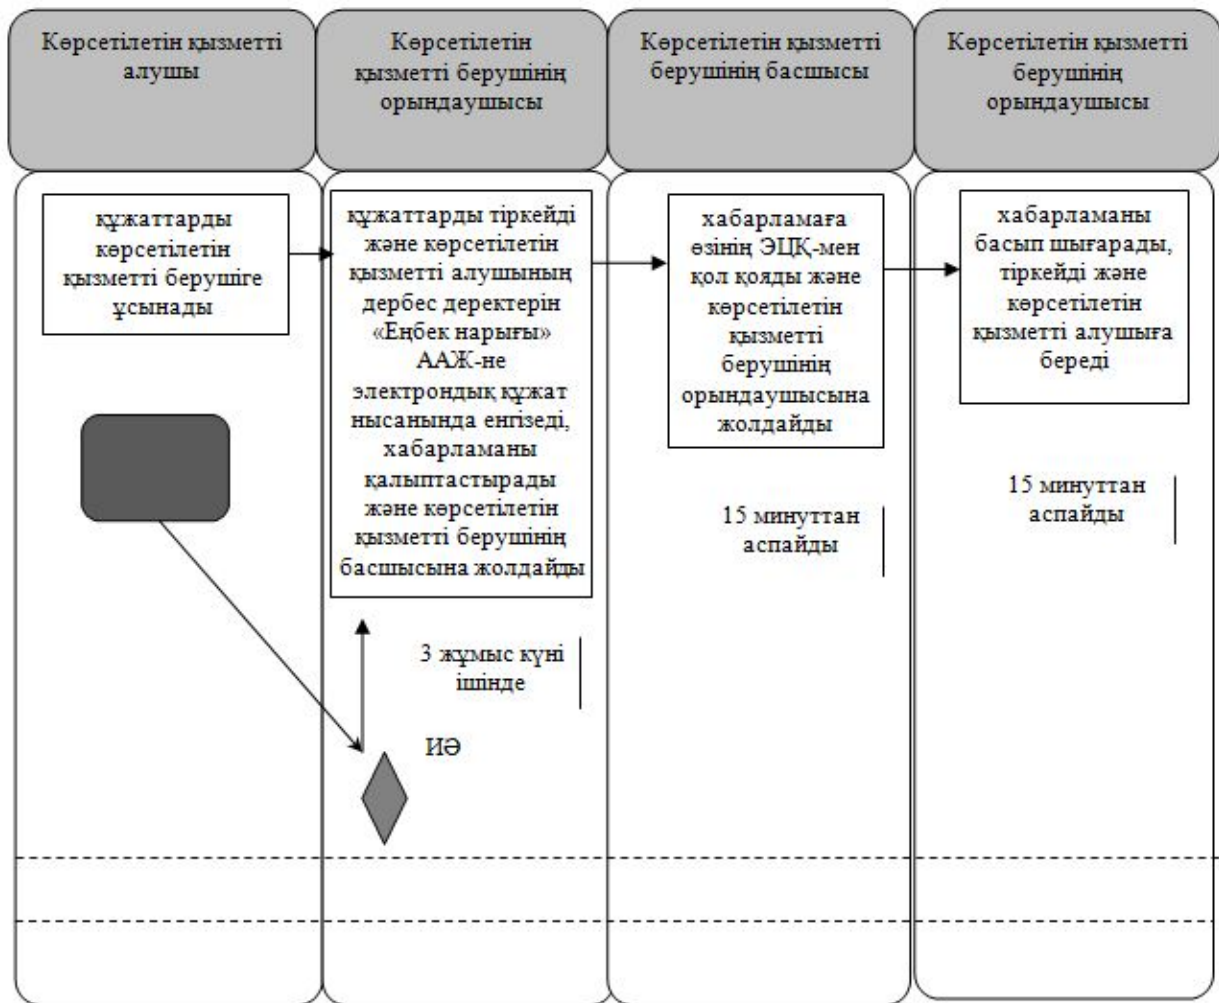 Көрсетілетін қызметті
алушы
Көрсетілетін
қызметті берушінің
орындаушысы
Көрсетілетін қызметті
берушінің басшысы
Көрсетілетін қызметті
берушінің
орындаушысы
құжаттарды
көрсетілетін
қызметті берушіге
ұсынады
құжаттарды тіркейді
және көрсетілетін
қызметті алушының
дербес деректерін
«Еңбек нарығы»
ААЖ-не
электрондық құжат
нысанында енгізеді,
хабарламаны
қалыптастырады
және көрсетілетін
қызметті берушінің
басшысына жолдайды
хабарламаға
өзінің ЭЦҚ-мен
қол қояды және
көрсетілетін
қызметті
берушінің
орындаушысына
жолдайды
хабарламаны
басып шығарады,
тіркейді және
көрсетілетін
қызметті алушыға
береді
3 жұмыс күні
ішінде
15 минуттан
аспайды
15 минуттан
аспайды
ИӘ